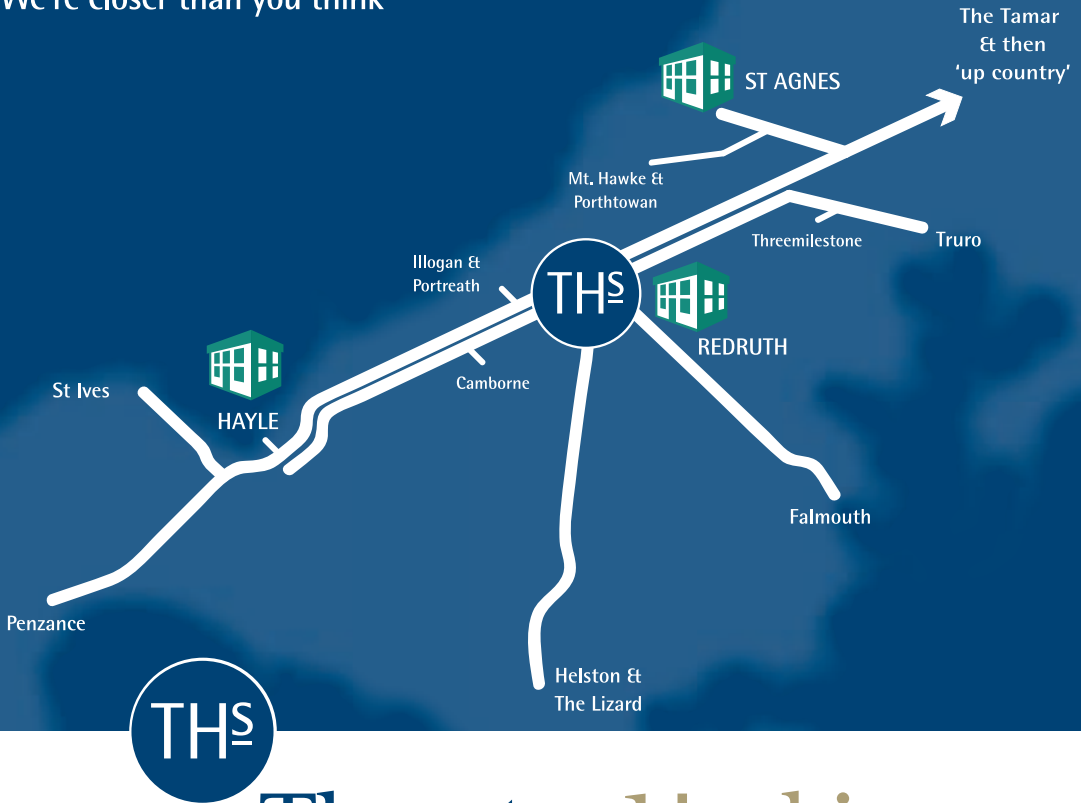 We're closer than you think
The Tamar
& then
'up country'
ST AGNES
Mt. Hawke &
Porthtowan
Threemilestone
Truro
Illogan &
Portreath
THS
REDRUTH
Camborne
St Ives
HAYLE
Falmouth
Penzance
Helston &
The Lizard
THS